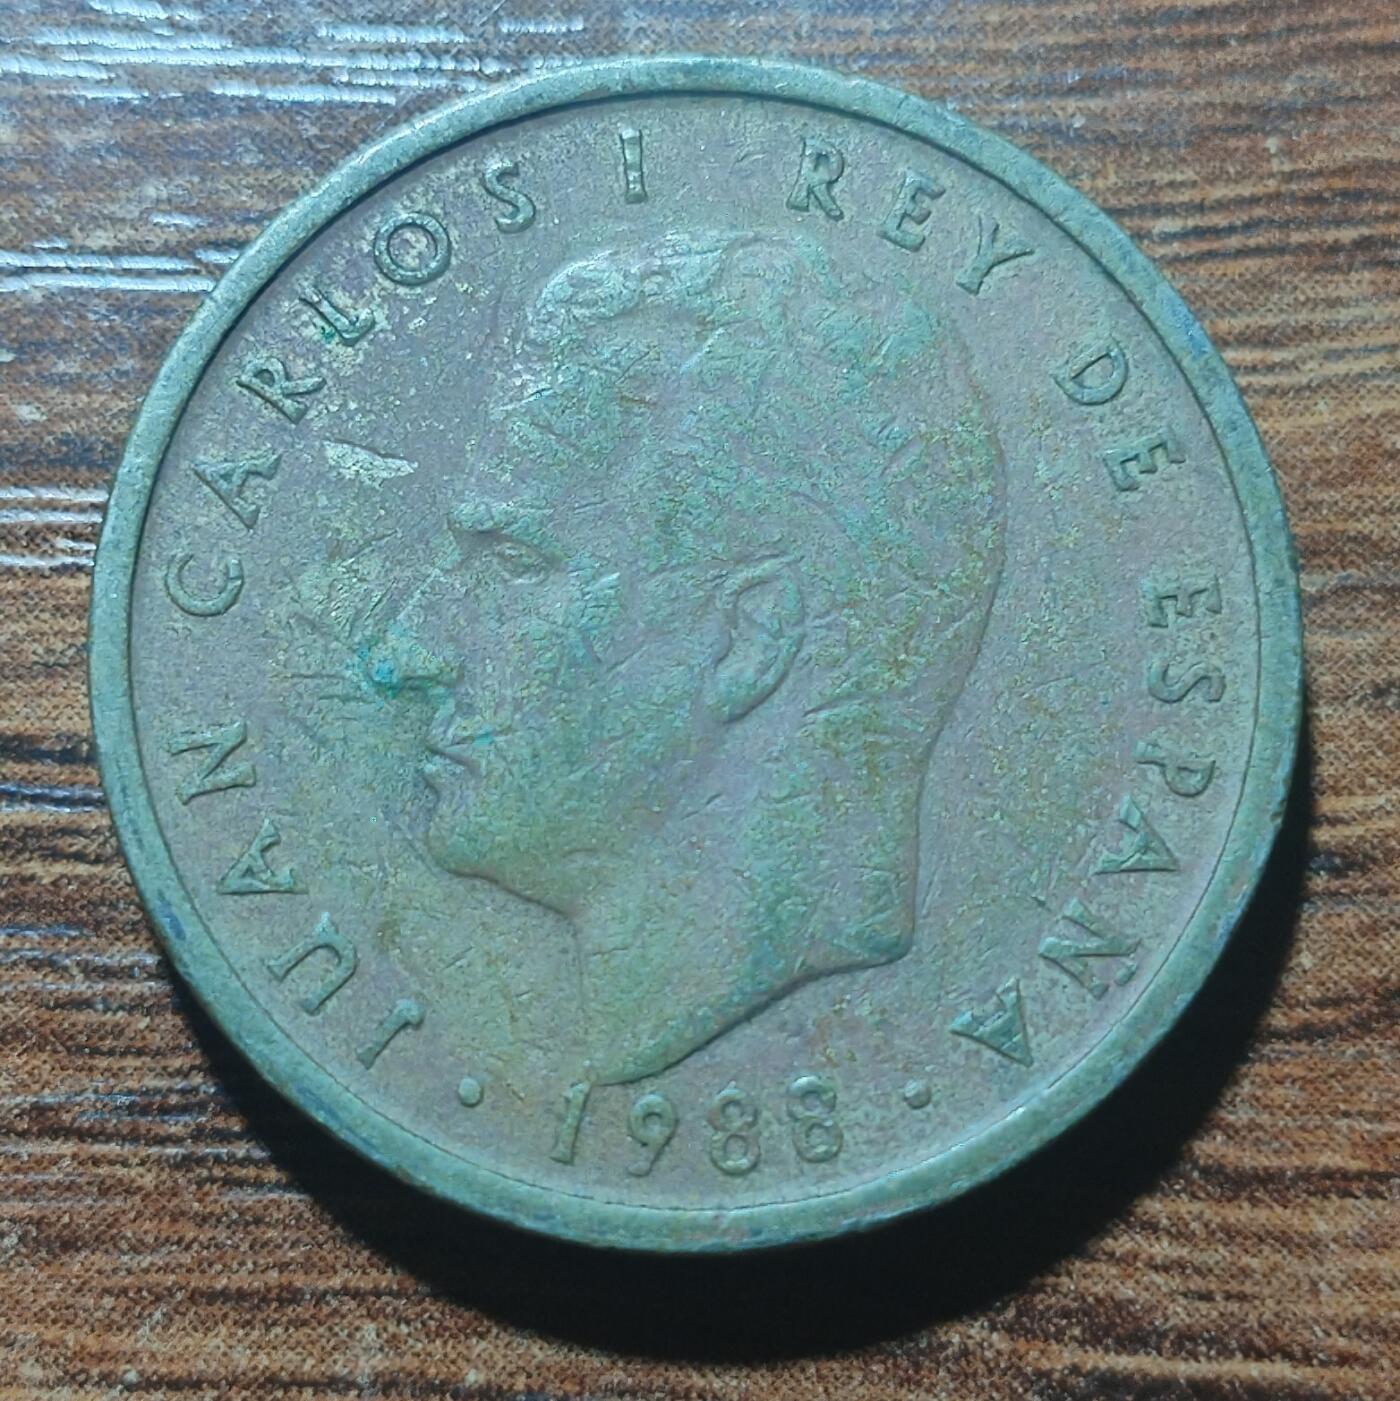 JUAN CARLOS I REY DE ESPAÑA
· 1988 ·